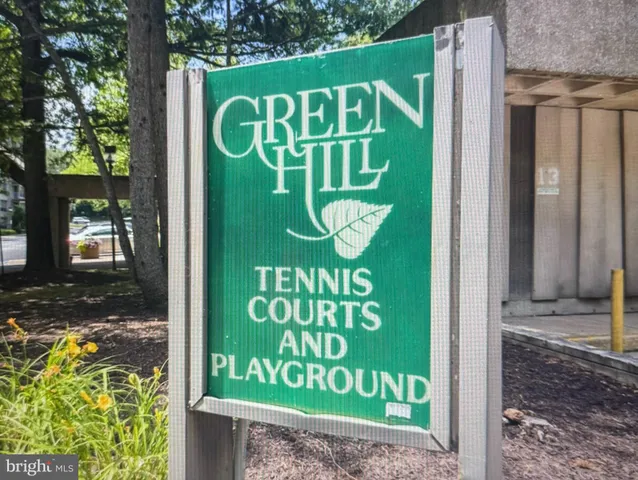 GREEN
HILL
TENNIS
COURTS
AND
PLAYGROUND
13
bright MLS